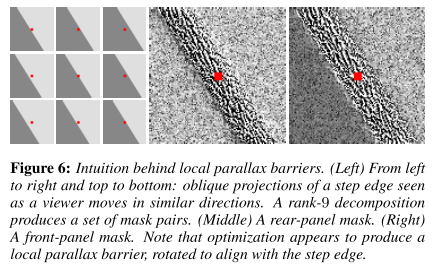 Figure 6: Intuition behind local parallax barriers. (Left) From left
to right and top to bottom: oblique projections of a step edge seen
as a viewer moves in similar directions. A rank-9 decomposition
produces a set of mask pairs. (Middle) A rear-panel mask. (Right)
A front-panel mask. Note that optimization appears to produce a
local parallax barrier, rotated to align with the step edge.